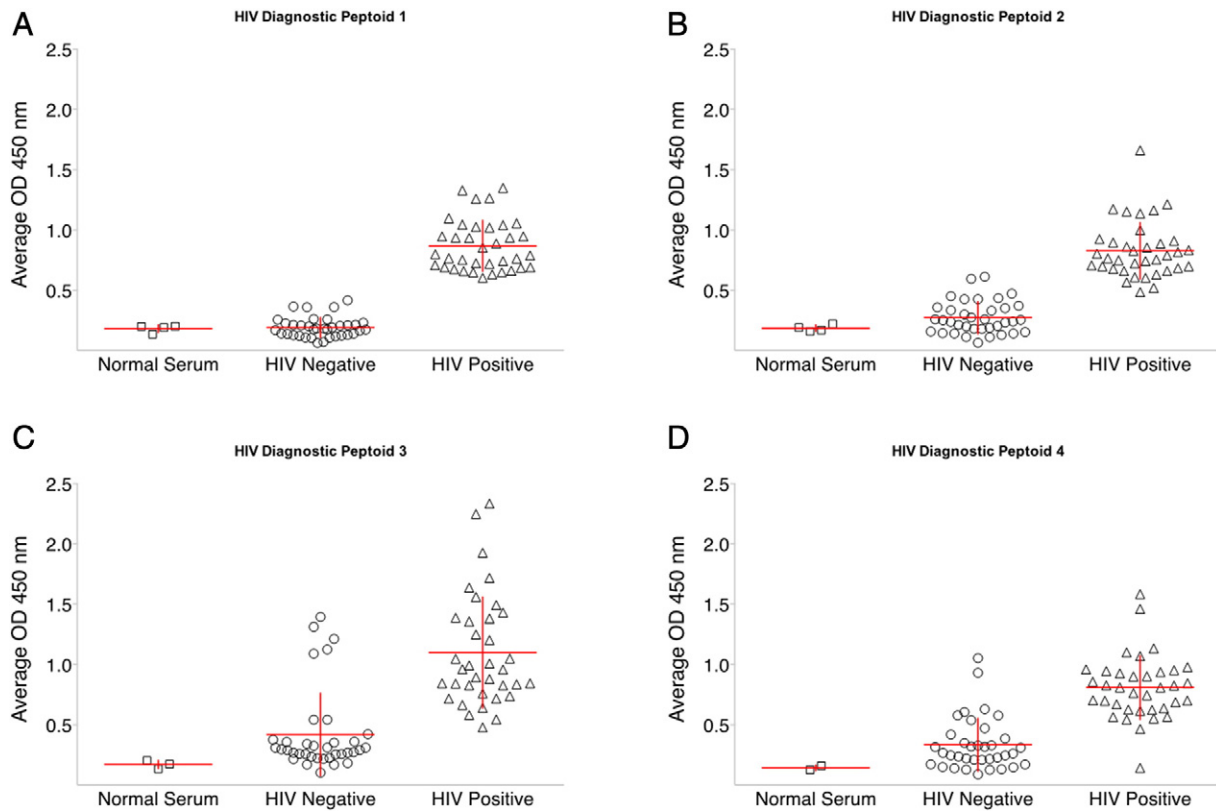 A
HIV Diagnostic Peptoid 1
Average OD 450 nm
2.5
2.0
1.5
1.0
0.5
Normal Serum
HIV Negative
HIV Positive
B
HIV Diagnostic Peptoid 2
Average OD 450 nm
2.5
2.0
1.5
1.0
0.5
Normal Serum
HIV Negative
HIV Positive
C
HIV Diagnostic Peptoid 3
Average OD 450 nm
2.5
2.0
1.5
1.0
0.5
Normal Serum
HIV Negative
HIV Positive
D
HIV Diagnostic Peptoid 4
Average OD 450 nm
2.5
2.0
1.5
1.0
0.5
Normal Serum
HIV Negative
HIV Positive